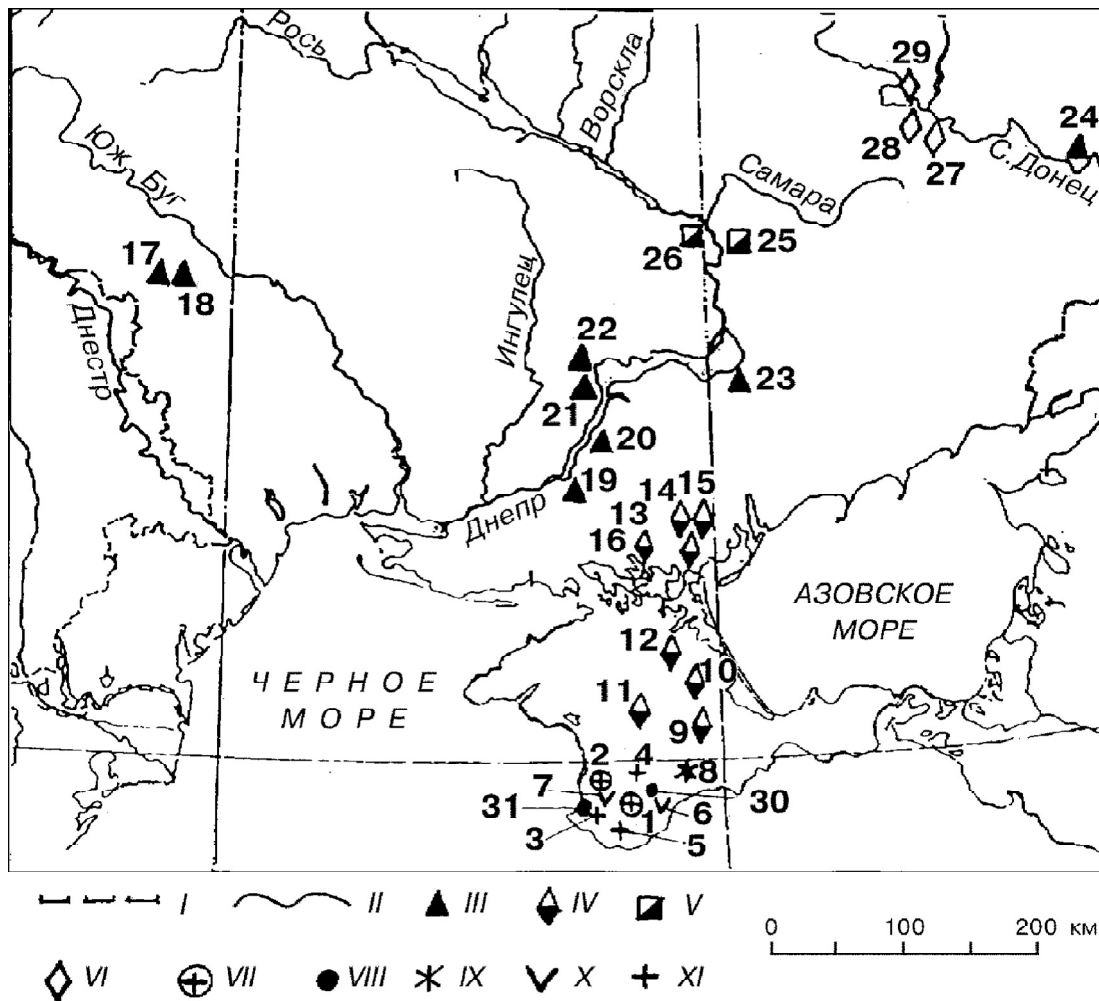 Рось
Ворскла
29
24
28
27
С. Донец
Юж. Буг
Самара
26
25
17
18
Днестр
Ингулец
22
21
23
20
19
Днепр
14
15
13
16
АЗОВСКОЕ
МОРЕ
12
10
ЧЕРНОЕ
МОРЕ
11
9
2
4
8
7
31
30
3
1
6
5
I
II
III
IV
V
0
100
200
км
VI
VII
VIII
IX
X
XI